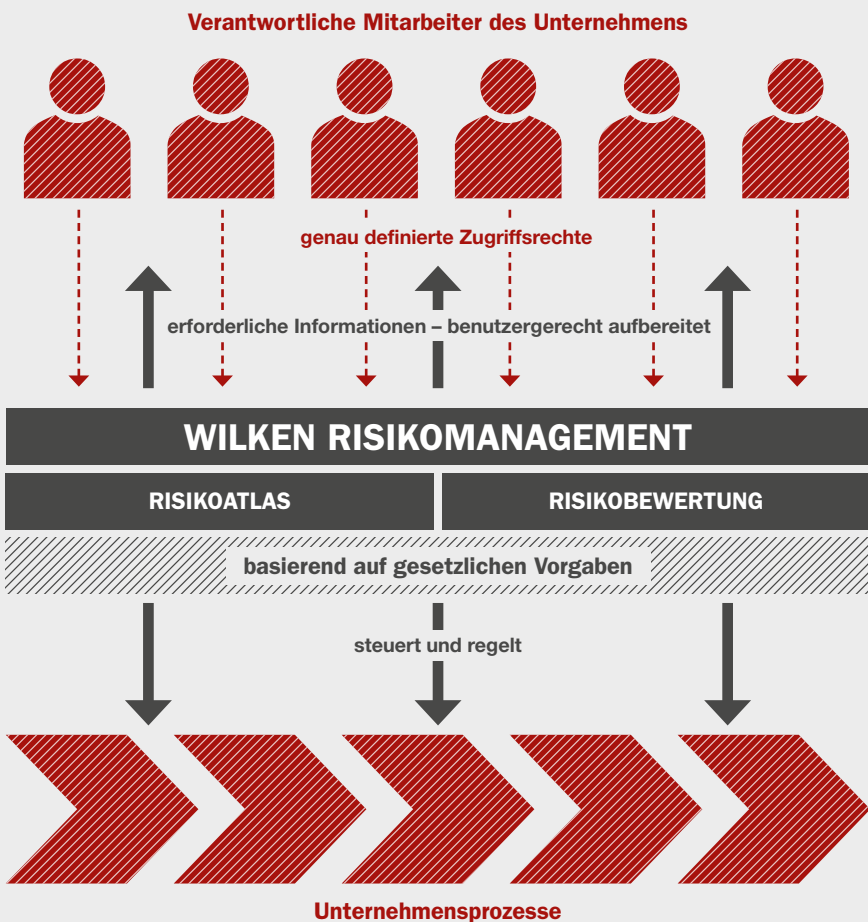 Verantwortliche Mitarbeiter des Unternehmens
genau definierte Zugriffsrechte
erforderliche Informationen – benutzergerecht aufbereitet
WILKEN RISIKOMANAGEMENT
RISIKOATLAS
RISIKOBEWERTUNG
basierend auf gesetzlichen Vorgaben
steuert und regelt
Unternehmensprozesse